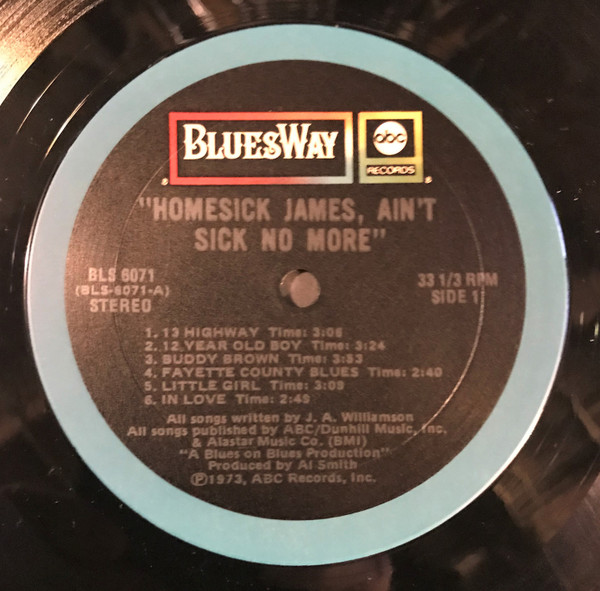 BLUESWAY
abc
RECORDS
"HOMESICK JAMES, AIN'T
SICK NO MORE"
BLS 6071
(BLS-6071-A)
STEREO
33 1/3 RPM
SIDE 1
1. 13 HIGHWAY Time: 3:06
2. 12 YEAR OLD BOY Time: 3:24
3. BUDDY BROWN Time: 3:53
4. FAYETTE COUNTY BLUES Time: 2:40
5. LITTLE GIRL Time: 3:09
6. IN LOVE Time: 2:49
All songs written by J. A. Williamson
All songs published by ABC/Dunhill Music, Inc.
& Alastar Music Co. (BMI)
"A Blues on Blues Production"
Produced by Al Smith
Ⓟ1973, ABC Records, Inc.